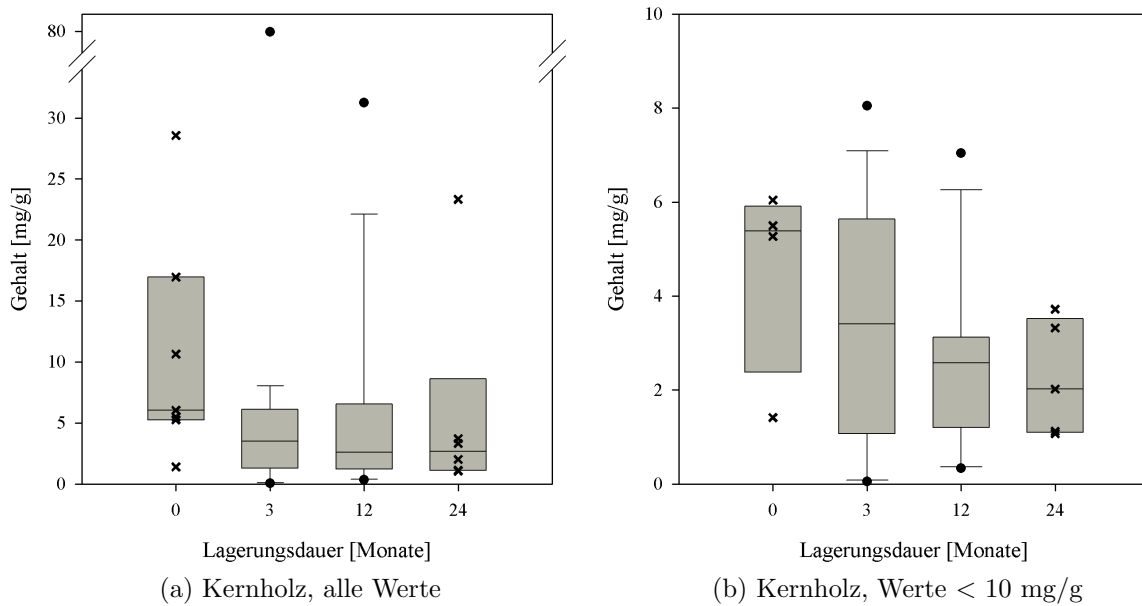 80
30
25
20
15
10
5
0
Gehalt [mg/g]
0 3 12 24
Lagerungsdauer [Monate]
(a) Kernholz, alle Werte
10
8
6
4
2
0
Gehalt [mg/g]
0 3 12 24
Lagerungsdauer [Monate]
(b) Kernholz, Werte < 10 mg/g